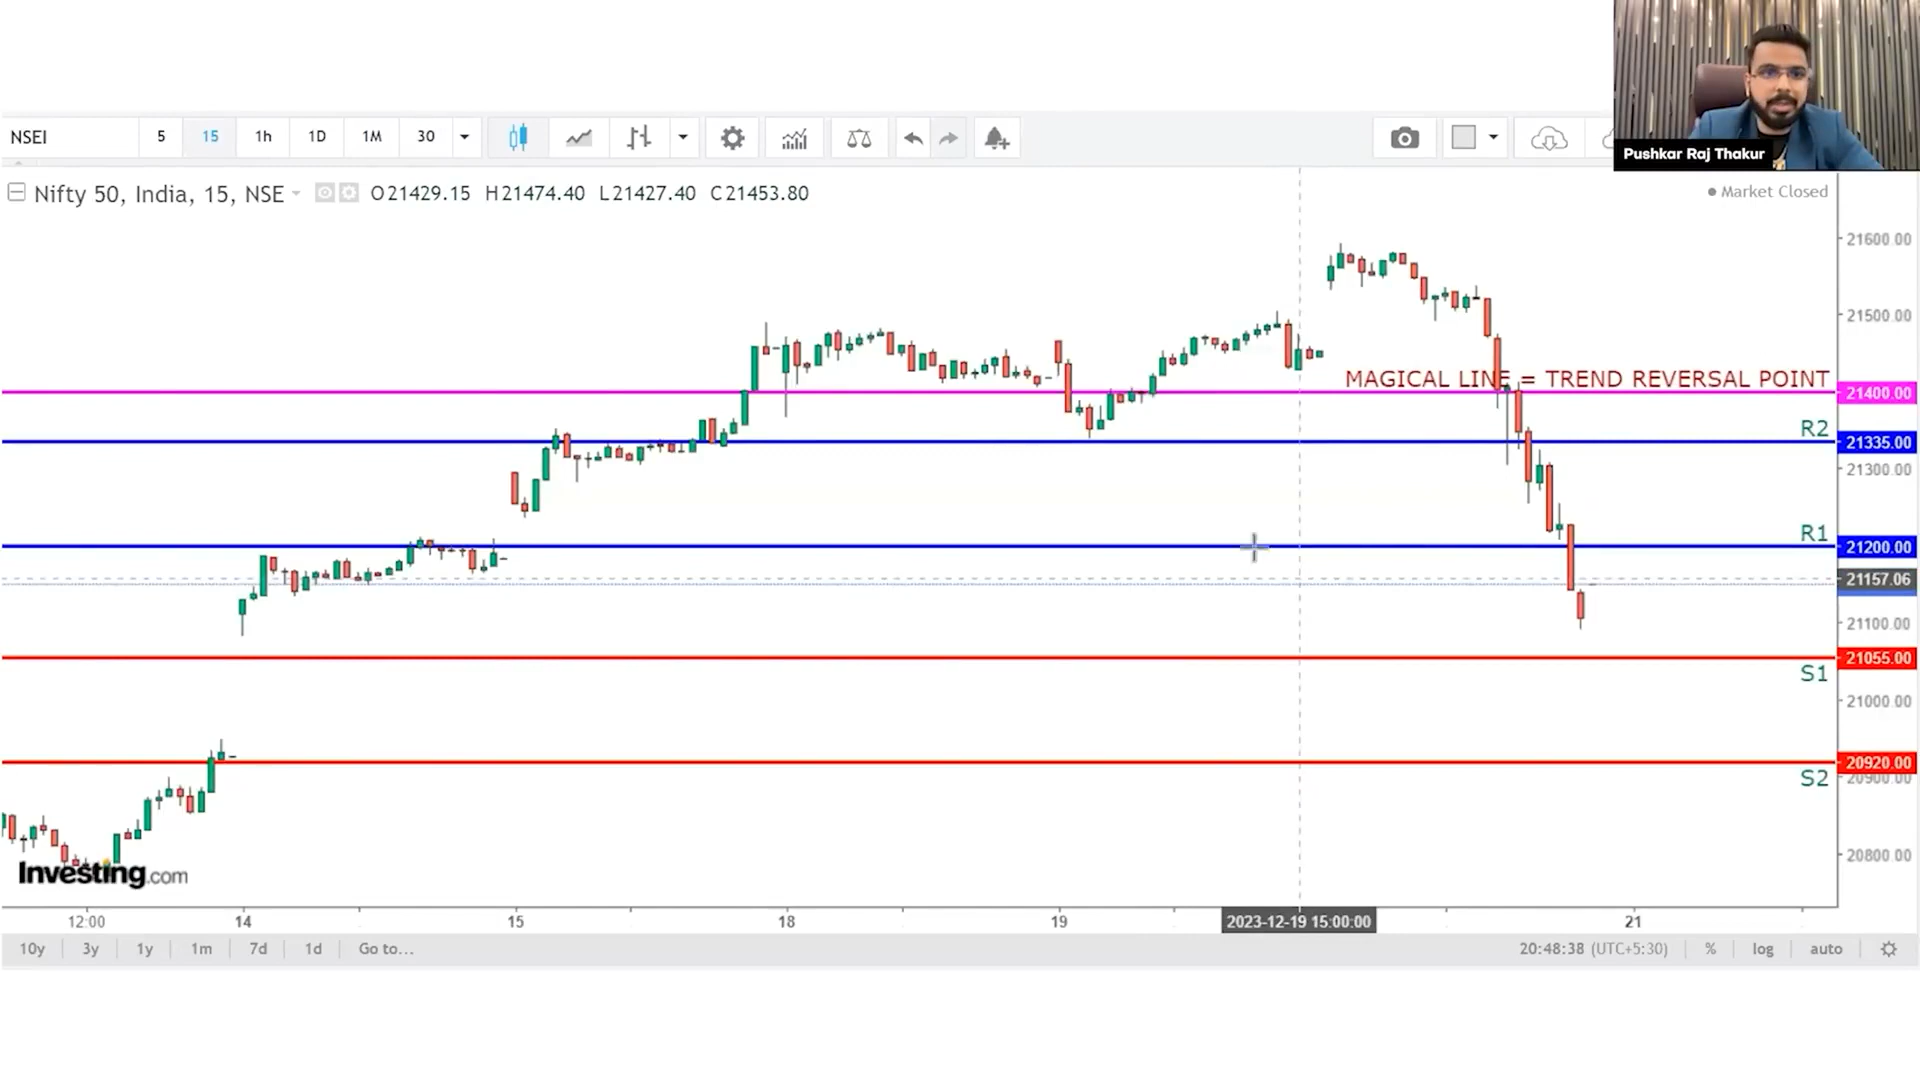 Pushkar Raj Thakur
NSEI 5 15 1h 1D 1M 30
Nifty 50, India, 15, NSE O21429.15 H21474.40 L21427.40 C21453.80
Market Closed
21600.00
21500.00
MAGICAL LINE = TREND REVERSAL POINT
21400.00
R2
21335.00
21300.00
R1
21200.00
21157.06
21100.00
21055.00
S1
21000.00
20920.00
S2
20900.00
20800.00
Investing.com
12:00 14 15 18 19 2023-12-19 15:00:00 21
10y 3y 1y 1m 7d 1d Go to... 20:48:38 (UTC+5:30) % log auto